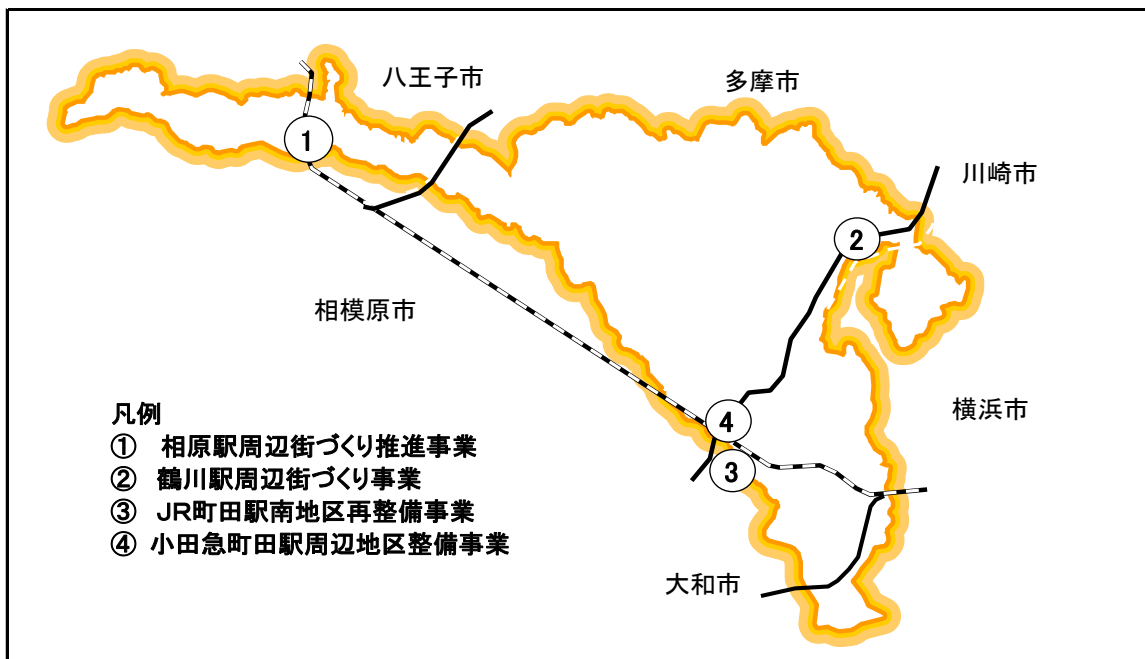 八王子市
多摩市
①
川崎市
②
相模原市
横浜市
④
③
凡例
① 相原駅周辺街づくり推進事業
② 鶴川駅周辺街づくり事業
③ JR町田駅南地区再整備事業
④ 小田急町田駅周辺地区整備事業
大和市